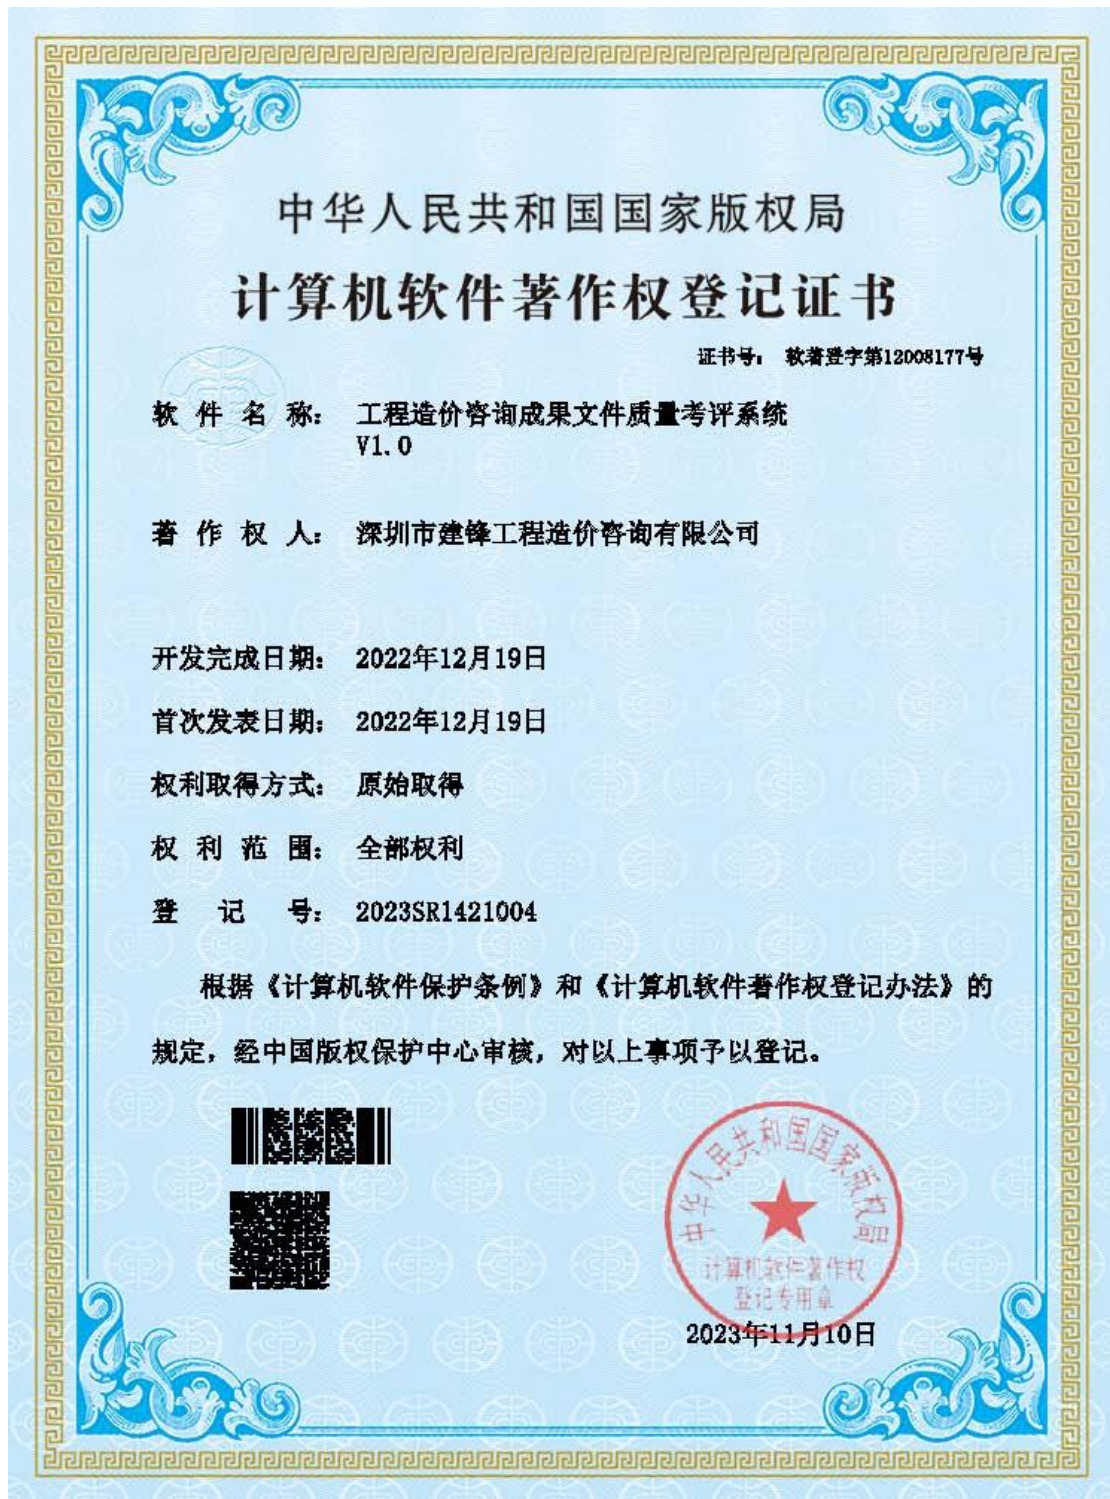 中华人民共和国国家版权局
计算机软件著作权登记证书
证书号： 软著登字第12008177号
软件名称： 工程造价咨询成果文件质量考评系统
V1.0
著作权人： 深圳市建锋工程造价咨询有限公司
开发完成日期： 2022年12月19日
首次发表日期： 2022年12月19日
权利取得方式： 原始取得
权利范围： 全部权利
登记号： 2023SR1421004
根据《计算机软件保护条例》和《计算机软件著作权登记办法》的
规定，经中国版权保护中心审核，对以上事项予以登记。
中华人民共和国国家版权局
计算机软件著作权
登记专用章
2023年11月10日